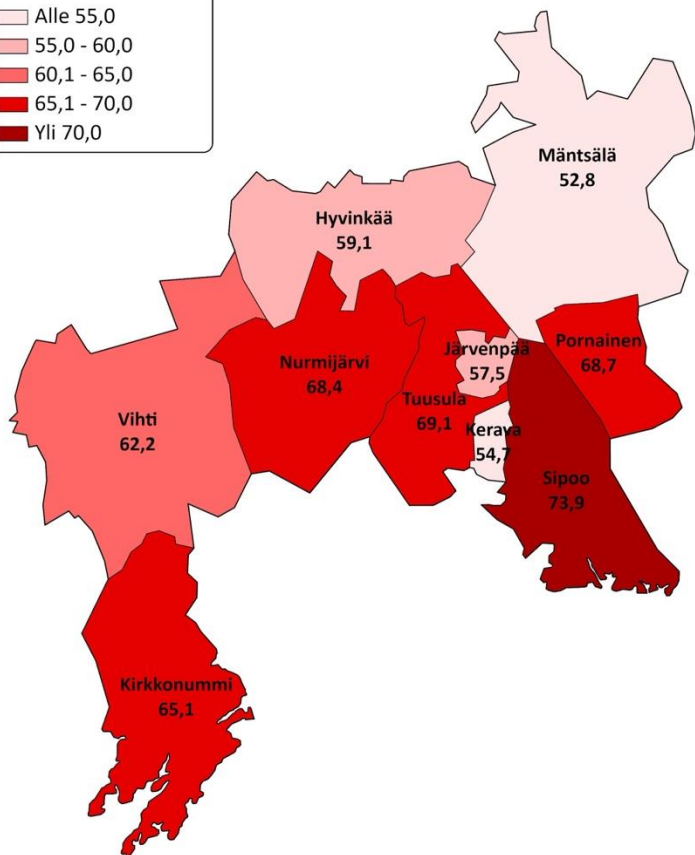 Alle 55,0
55,0 - 60,0
60,1 - 65,0
65,1 - 70,0
Yli 70,0
Mäntsälä
52,8
Hyvinkää
59,1
Pornainen
68,7
Järvenpää
57,5
Nurmijärvi
68,4
Tuusula
69,1
Vihti
62,2
Kerava
54,7
Sipoo
73,9
Kirkkonummi
65,1